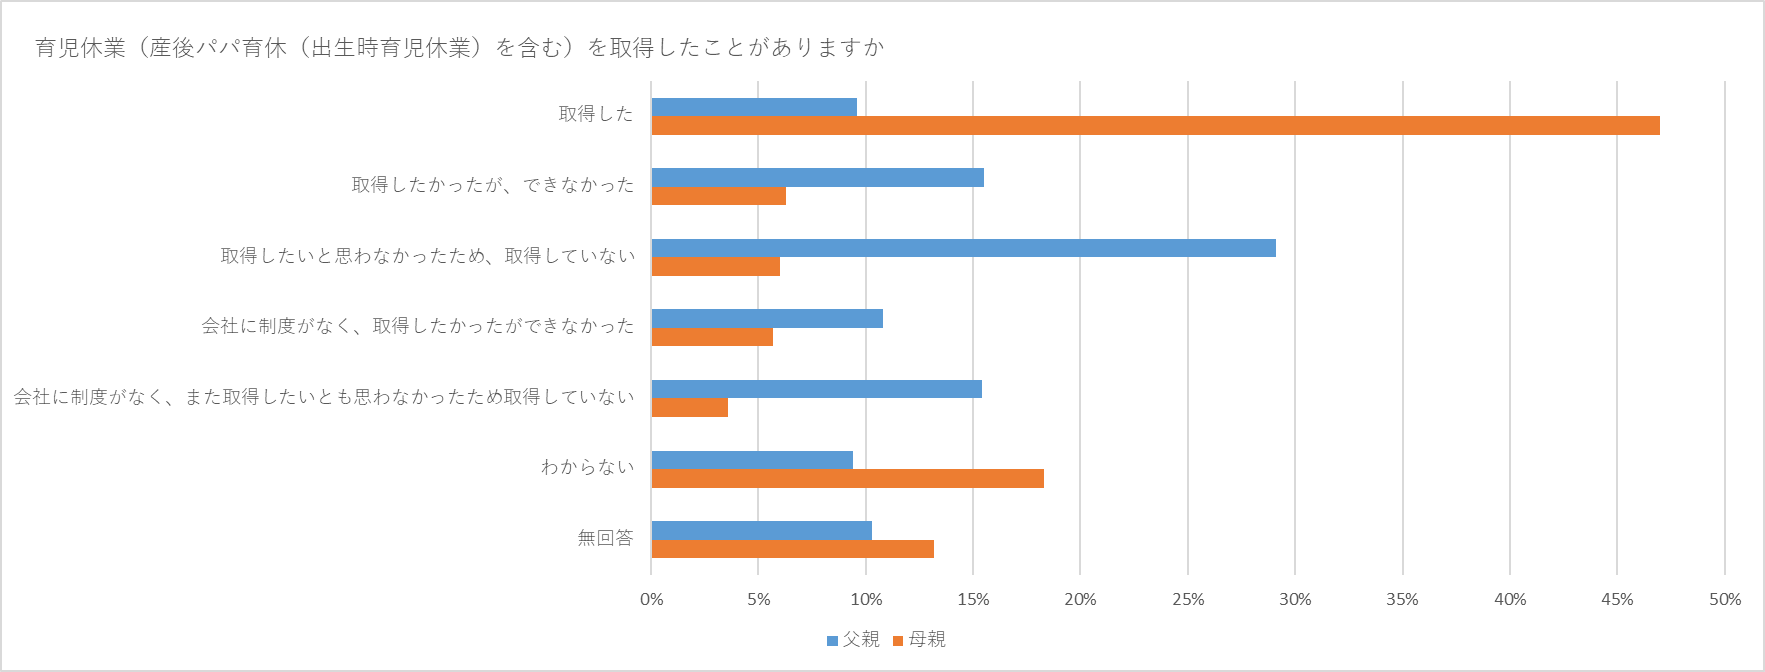 育児休業（産後パパ育休（出生時育児休業）を含む）を取得したことがありますか
取得した
取得したかったが、できなかった
取得したいと思わなかったため、取得していない
会社に制度がなく、取得したかったができなかった
会社に制度がなく、また取得したいとも思わなかったため取得していない
わからない
無回答
0% 5% 10% 15% 20% 25% 30% 35% 40% 45% 50%
父親 母親